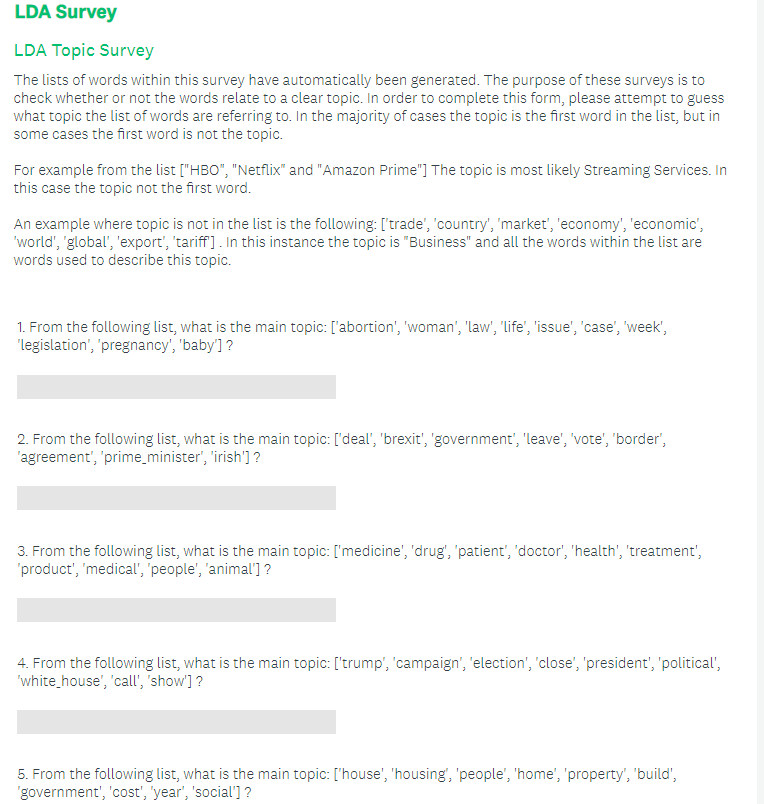 LDA Survey
LDA Topic Survey
The lists of words within this survey have automatically been generated. The purpose of these surveys is to
check whether or not the words relate to a clear topic. In order to complete this form, please attempt to guess
what topic the list of words are referring to. In the majority of cases the topic is the first word in the list, but in
some cases the first word is not the topic.
For example from the list ["HBO", "Netflix" and "Amazon Prime"] The topic is most likely Streaming Services. In
this case the topic not the first word.
An example where topic is not in the list is the following: ['trade', 'country', 'market', 'economy', 'economic',
'world', 'global', 'export', 'tariff'] . In this instance the topic is "Business" and all the words within the list are
words used to describe this topic.
1. From the following list, what is the main topic: ['abortion', 'woman', 'law', 'life', 'issue', 'case', 'week',
'legislation', 'pregnancy', 'baby'] ?
2. From the following list, what is the main topic: ['deal', 'brexit', 'government', 'leave', 'vote', 'border',
'agreement', 'prime_minister', 'irish'] ?
3. From the following list, what is the main topic: ['medicine', 'drug', 'patient', 'doctor', 'health', 'treatment',
'product', 'medical', 'people', 'animal'] ?
4. From the following list, what is the main topic: ['trump', 'campaign', 'election', 'close', 'president', 'political',
'white_house', 'call', 'show'] ?
5. From the following list, what is the main topic: ['house', 'housing', 'people', 'home', 'property', 'build',
'government', 'cost', 'year', 'social'] ?